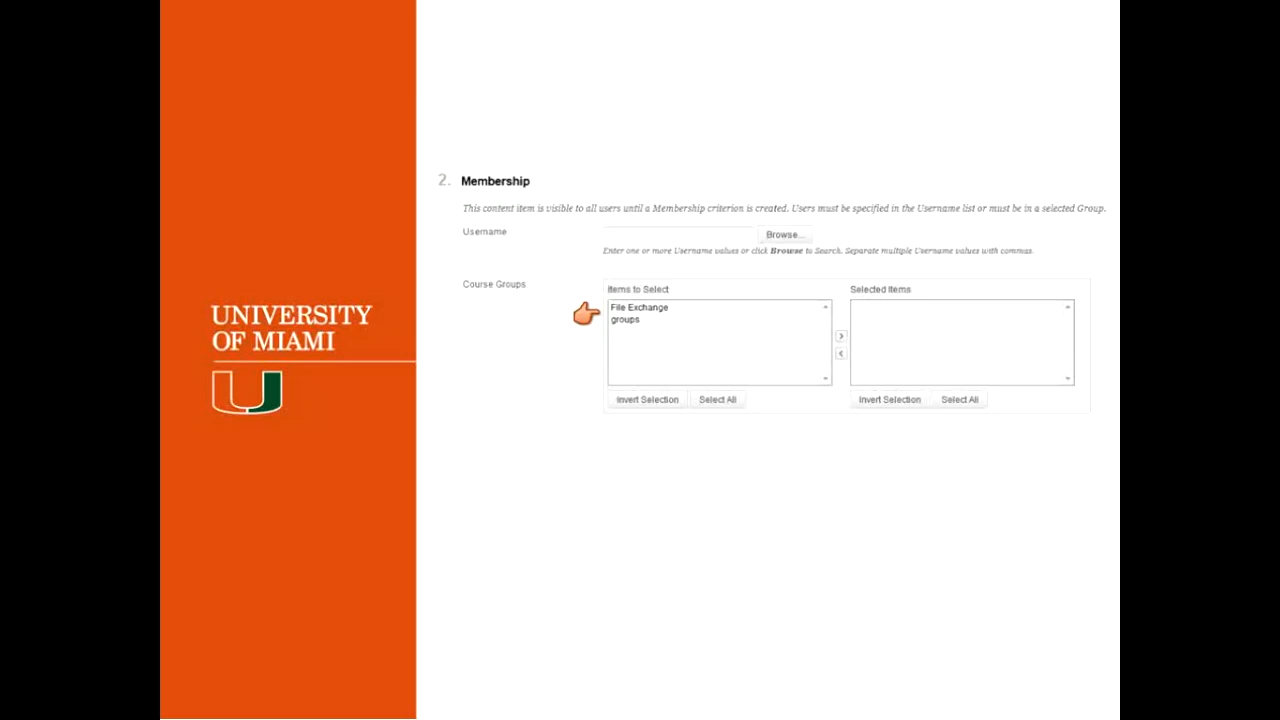 UNIVERSITY
OF MIAMI
2. Membership
This content item is visible to all users until a Membership criterion is created. Users must be specified in the Username list or must be in a selected Group.
Username
Browse...
Enter one or more Username values or click Browse to Search. Separate multiple Username values with commas.
Course Groups
Items to Select
Selected Items
File Exchange
groups
Invert Selection
Select All
Invert Selection
Select All